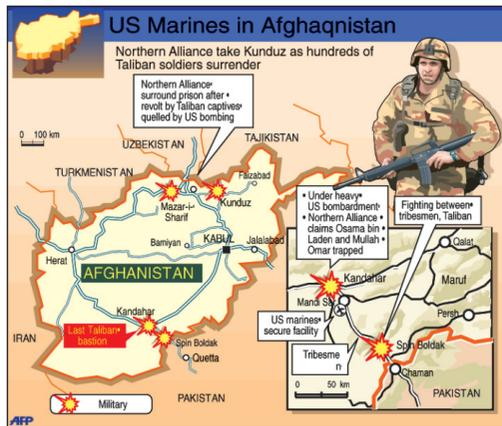 US Marines in Afghaqnistan
Northern Alliance take Kunduz as hundreds of
Taliban soldiers surrender
Northern Alliance•
surround prison after •
revolt by Taliban captives•
quelled by US bombing
0 100 km
UZBEKISTAN
TAJIKISTAN
TURKMENISTAN
Faizabad
Mazar-i-
Sharif
Kunduz
Herat
Bamiyan
KABUL
Jalalabad
AFGHANISTAN
Kandahar
Last Taliban•
bastion
Spin Boldak
Quetta
IRAN
PAKISTAN
Military
AFP
• Under heavy•
US bombardment•
• Northern Alliance •
claims Osama bin •
Laden and Mullah •
Omar trapped
Fighting between•
tribesmen, Taliban
Qalat
Kandahar
Maruf
Mandi Sa
US marines•
secure facility
Persh
Tribesme
n
Spin Boldak
Chaman
0 50 km
PAKISTAN